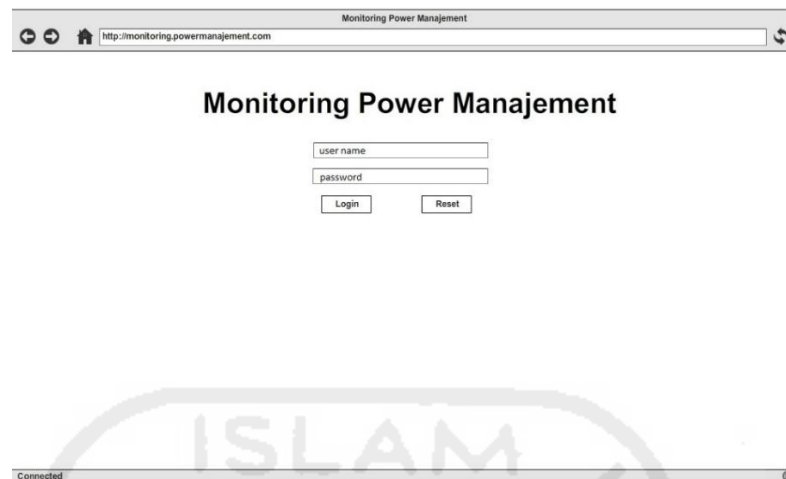 Monitoring Power Manajement
http://monitoring.powermanajement.com
Monitoring Power Manajement
user name
password
Login
Reset
ISLAM
Connected